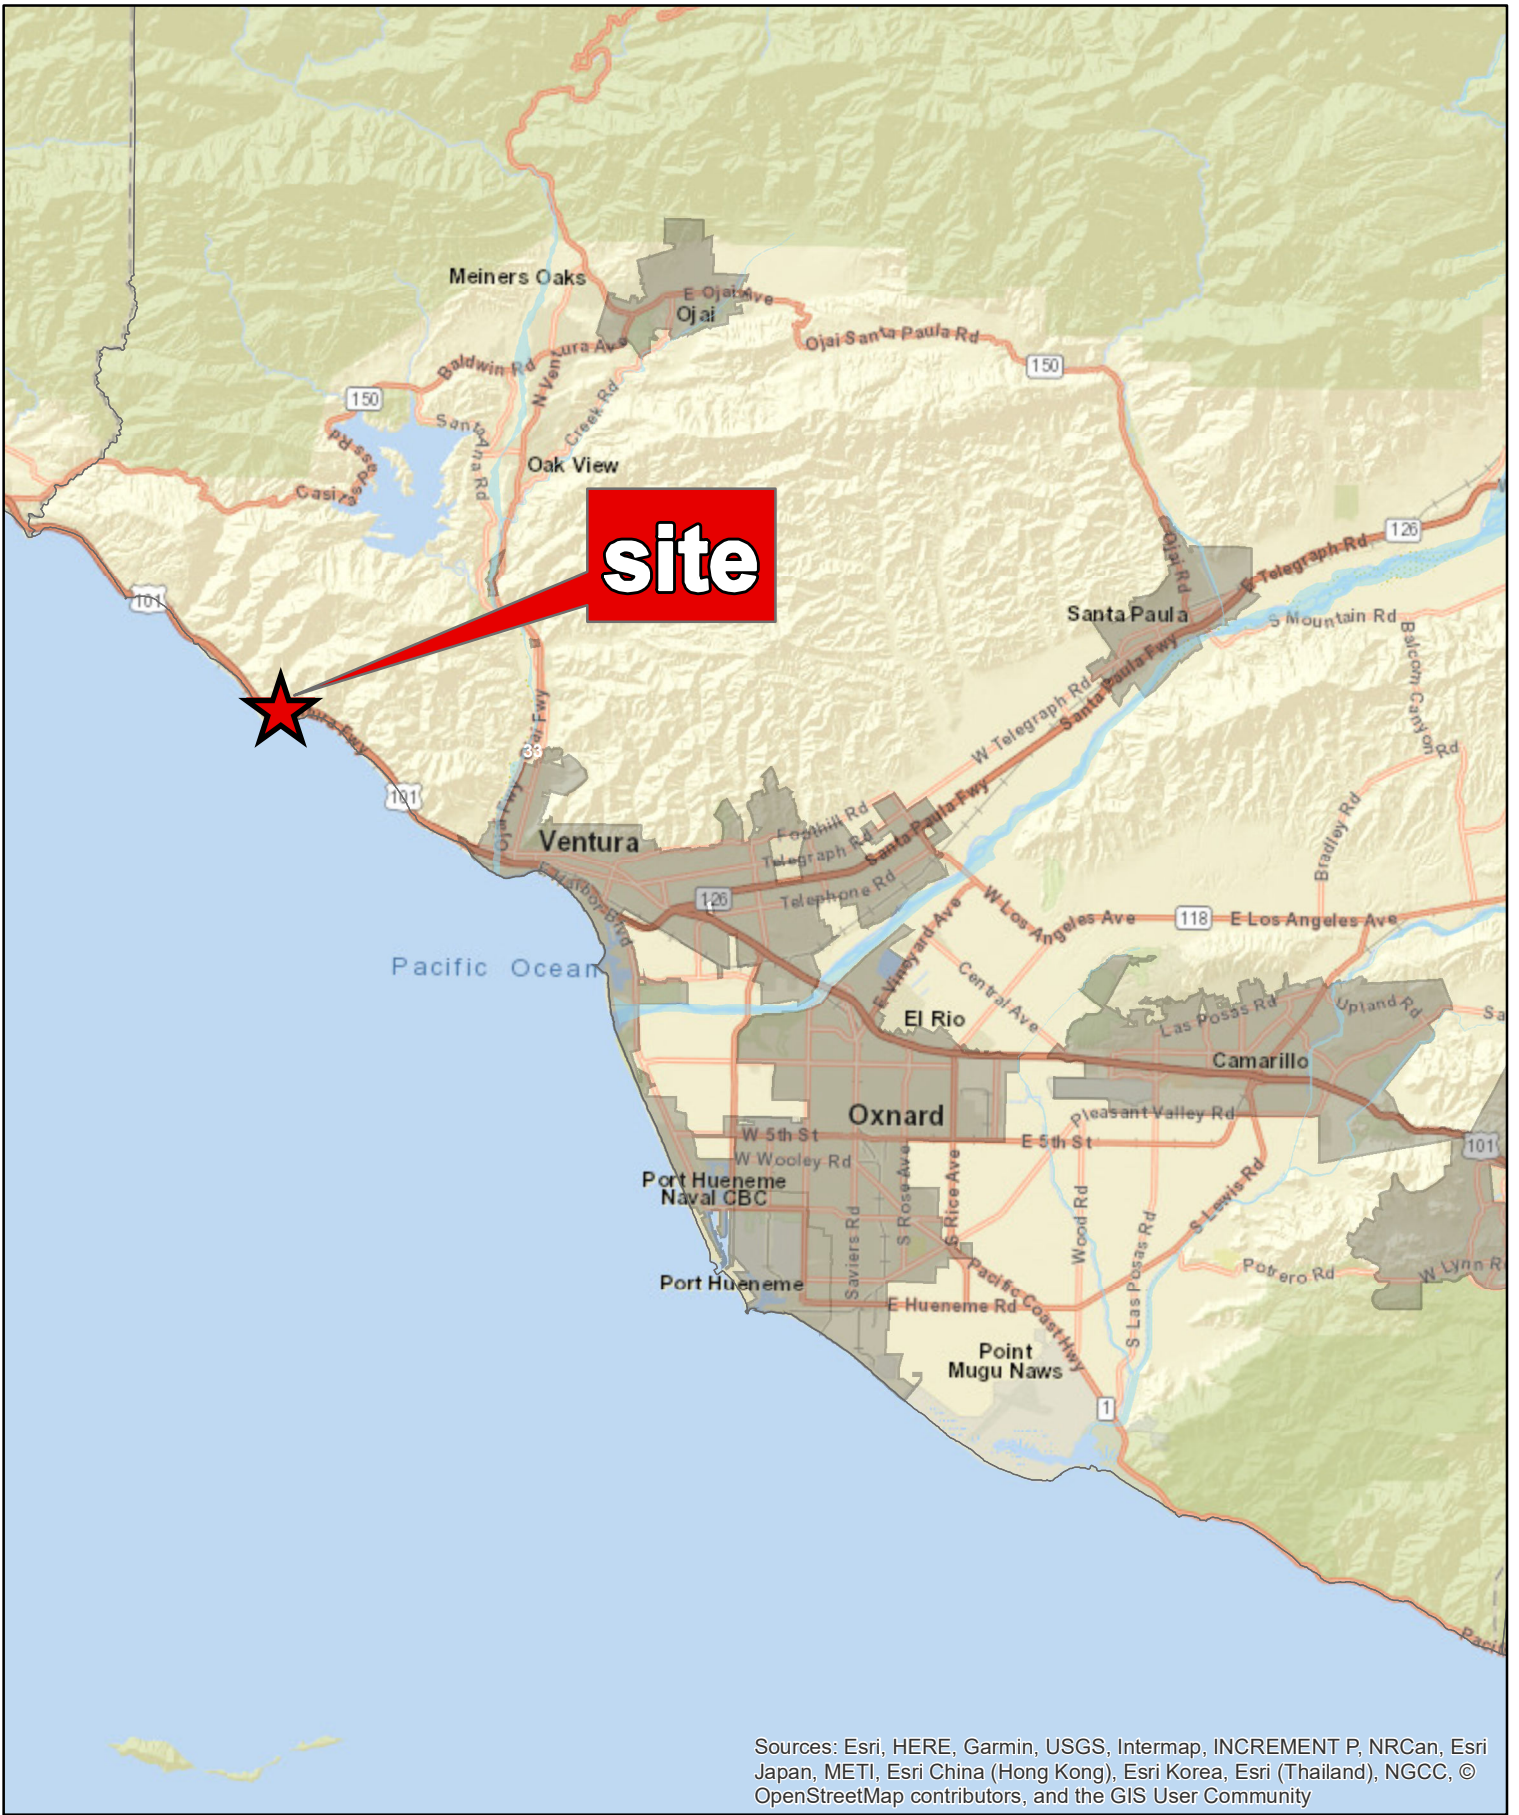 Meiners Oaks
E Ojai Ave
Ojai
Ojai Santa Paula Rd
150
Baldwin Rd
N Ventura Ave
Creek Rd
150
Santa Ana Rd
Casitas Pass Rd
Oak View
site
126
Ojai Rd
E Telegraph Rd
Santa Paula
S Mountain Rd
Balcom Canyon Rd
101
W Telegraph Rd
Santa Paula Fwy
33
101
Ojai Fwy
Ventura
Foothill Rd
Telegraph Rd
Santa Paula Fwy
Telephone Rd
126
E Harbor Blvd
Bradley Rd
W Los Angeles Ave
118
E Los Angeles Ave
Pacific Ocean
E Vineyard Ave
Central Ave
El Rio
Las Posas Rd
Upland Rd
Camarillo
Oxnard
Pleasant Valley Rd
W 5th St
E 5th St
101
W Wooley Rd
Port Hueneme
Naval CBC
S Rose Ave
S Rice Ave
Saviers Rd
Wood Rd
S Las Posas Rd
S Lewis Rd
Potrero Rd
W Lynn R
Port Hueneme
E Hueneme Rd
Pacific Coast Hwy
Point
Mugu Naws
1
Sources: Esri, HERE, Garmin, USGS, Intermap, INCREMENT P, NRCan, Esri
Japan, METI, Esri China (Hong Kong), Esri Korea, Esri (Thailand), NGCC, ©
OpenStreetMap contributors, and the GIS User Community